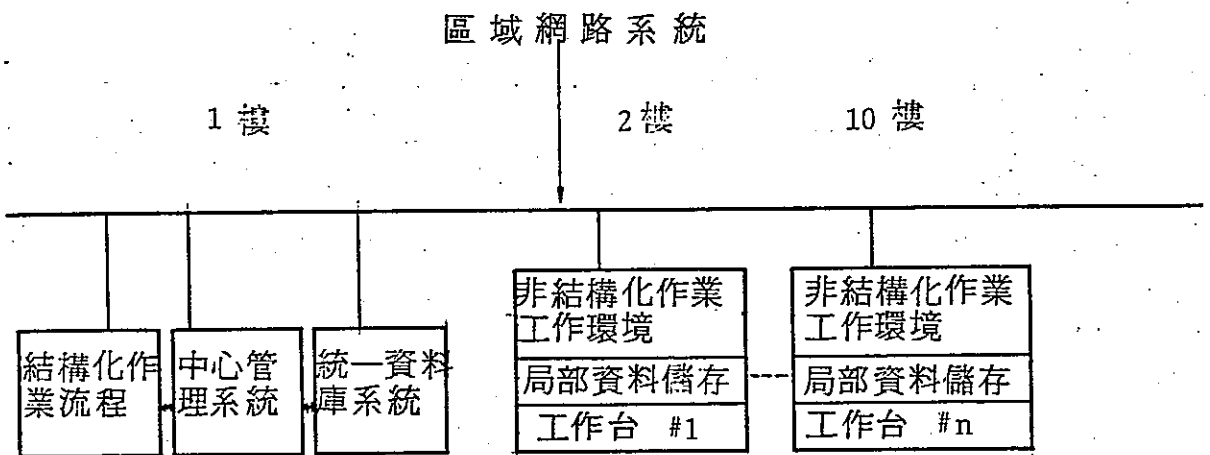 區域網路系統
1 樓
2樓
10 樓
結構化作
業流程
中心管
理系統
統一資料
庫系統
非結構化作業
工作環境
局部資料儲存
工作台 #1
非結構化作業
工作環境
局部資料儲存
工作台 #n